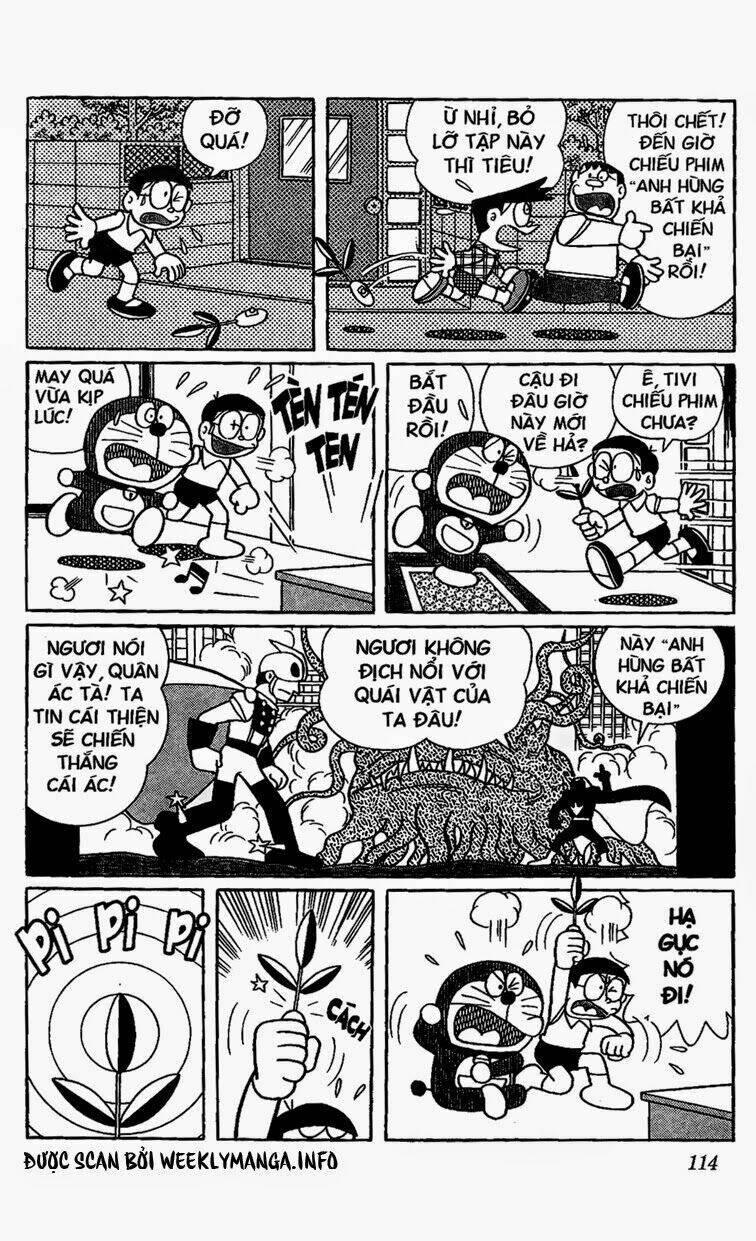 THÔI CHẾT!
ĐẾN GIỜ
CHIẾU PHIM
"ANH HÙNG
BẤT KHẢ
CHIẾN
BẠI"
RỒI!
Ừ NHỈ, BỎ
LỠ TẬP NÀY
THÌ TIÊU!
ĐỠ
QUÁ!
Ê, TIVI
CHIẾU PHIM
CHƯA?
CẬU ĐI
ĐÂU GIỜ
NÀY MỚI
VỀ HẢ?
BẮT
ĐẦU
RỒI!
TÈN TÉN
TEN
MAY QUÁ
VỪA KỊP
LÚC!
NÀY "ANH
HÙNG BẤT
KHẢ CHIẾN
BẠI"
NGƯƠI KHÔNG
ĐỊCH NỔI VỚI
QUÁI VẬT CỦA
TA ĐÂU!
NGƯƠI NÓI
GÌ VẬY, QUÂN
ÁC TÀ! TA
TIN CÁI THIỆN
SẼ CHIẾN
THẮNG
CÁI ÁC!
HẠ
GỤC
NÓ
ĐI!
CÁCH
Pi Pi Pi
ĐƯỢC SCAN BỞI WEEKLYMANGA.INFO
114